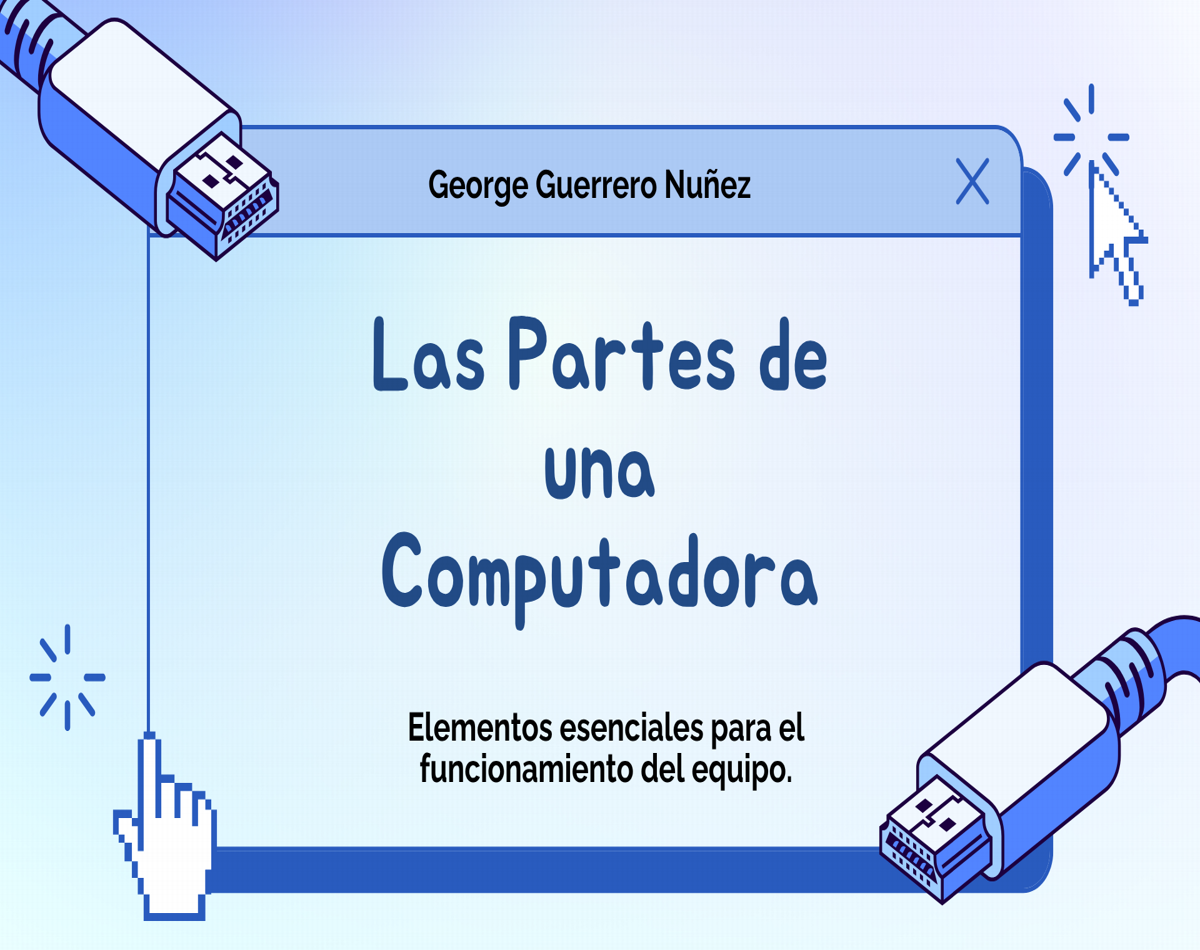 George Guerrero Nuñez
X
Las Partes de
una
Computadora
Elementos esenciales para el
funcionamiento del equipo.